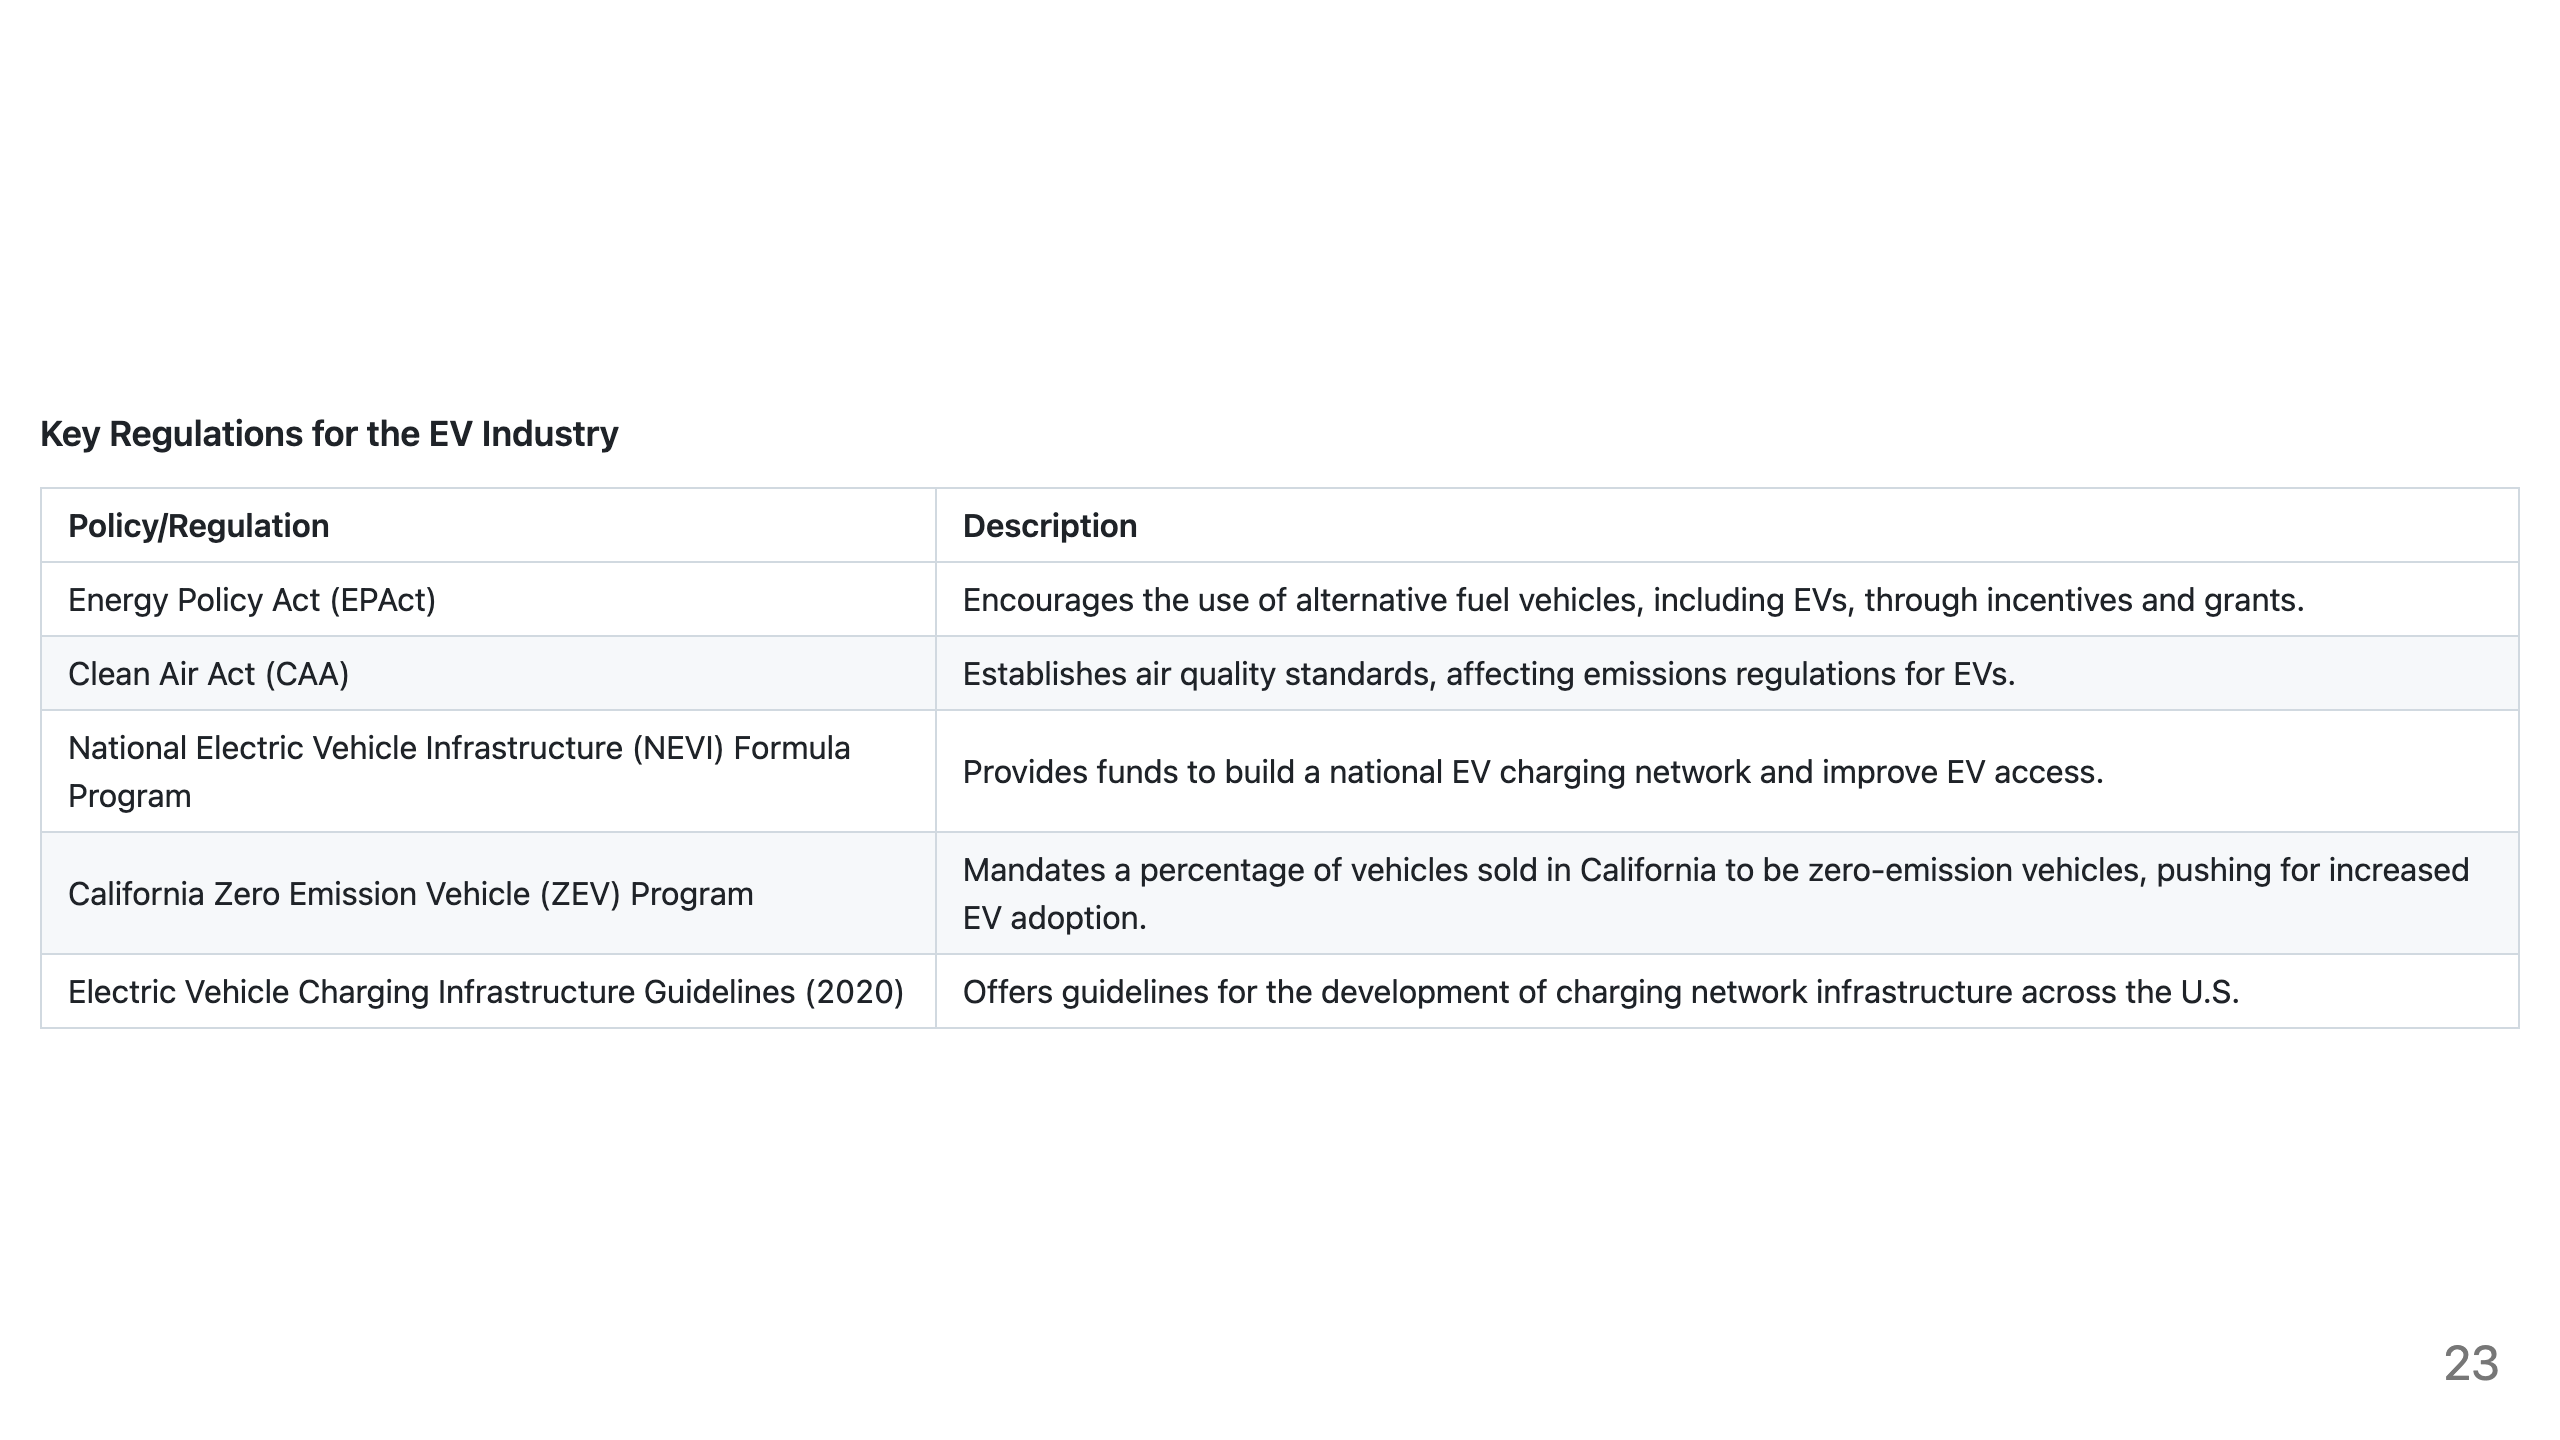 Key Regulations for the EV Industry
Policy/Regulation
Description
Energy Policy Act (EPAct)
Encourages the use of alternative fuel vehicles, including EVs, through incentives and grants.
Clean Air Act (CAA)
Establishes air quality standards, affecting emissions regulations for EVs.
National Electric Vehicle Infrastructure (NEVI) Formula
Program
Provides funds to build a national EV charging network and improve EV access.
California Zero Emission Vehicle (ZEV) Program
Mandates a percentage of vehicles sold in California to be zero-emission vehicles, pushing for increased
EV adoption.
Electric Vehicle Charging Infrastructure Guidelines (2020)
Offers guidelines for the development of charging network infrastructure across the U.S.
23